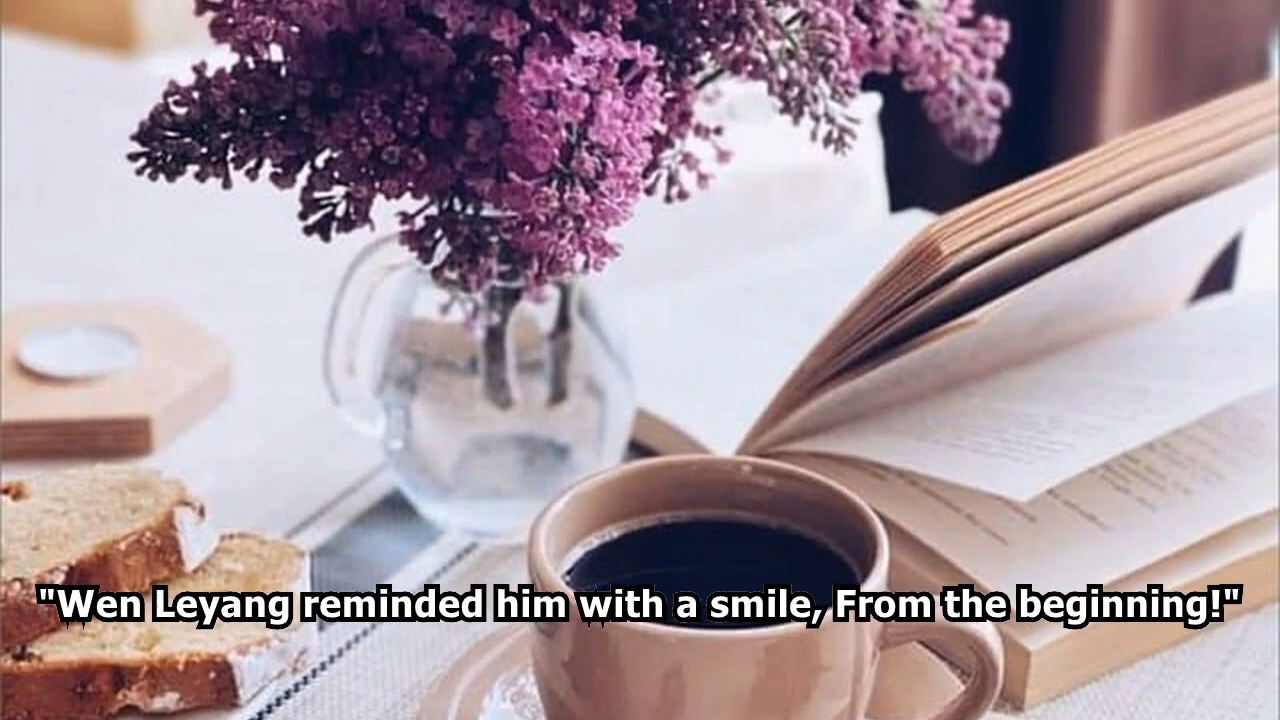 "Wen Leyang reminded him with a smile, From the beginning!"